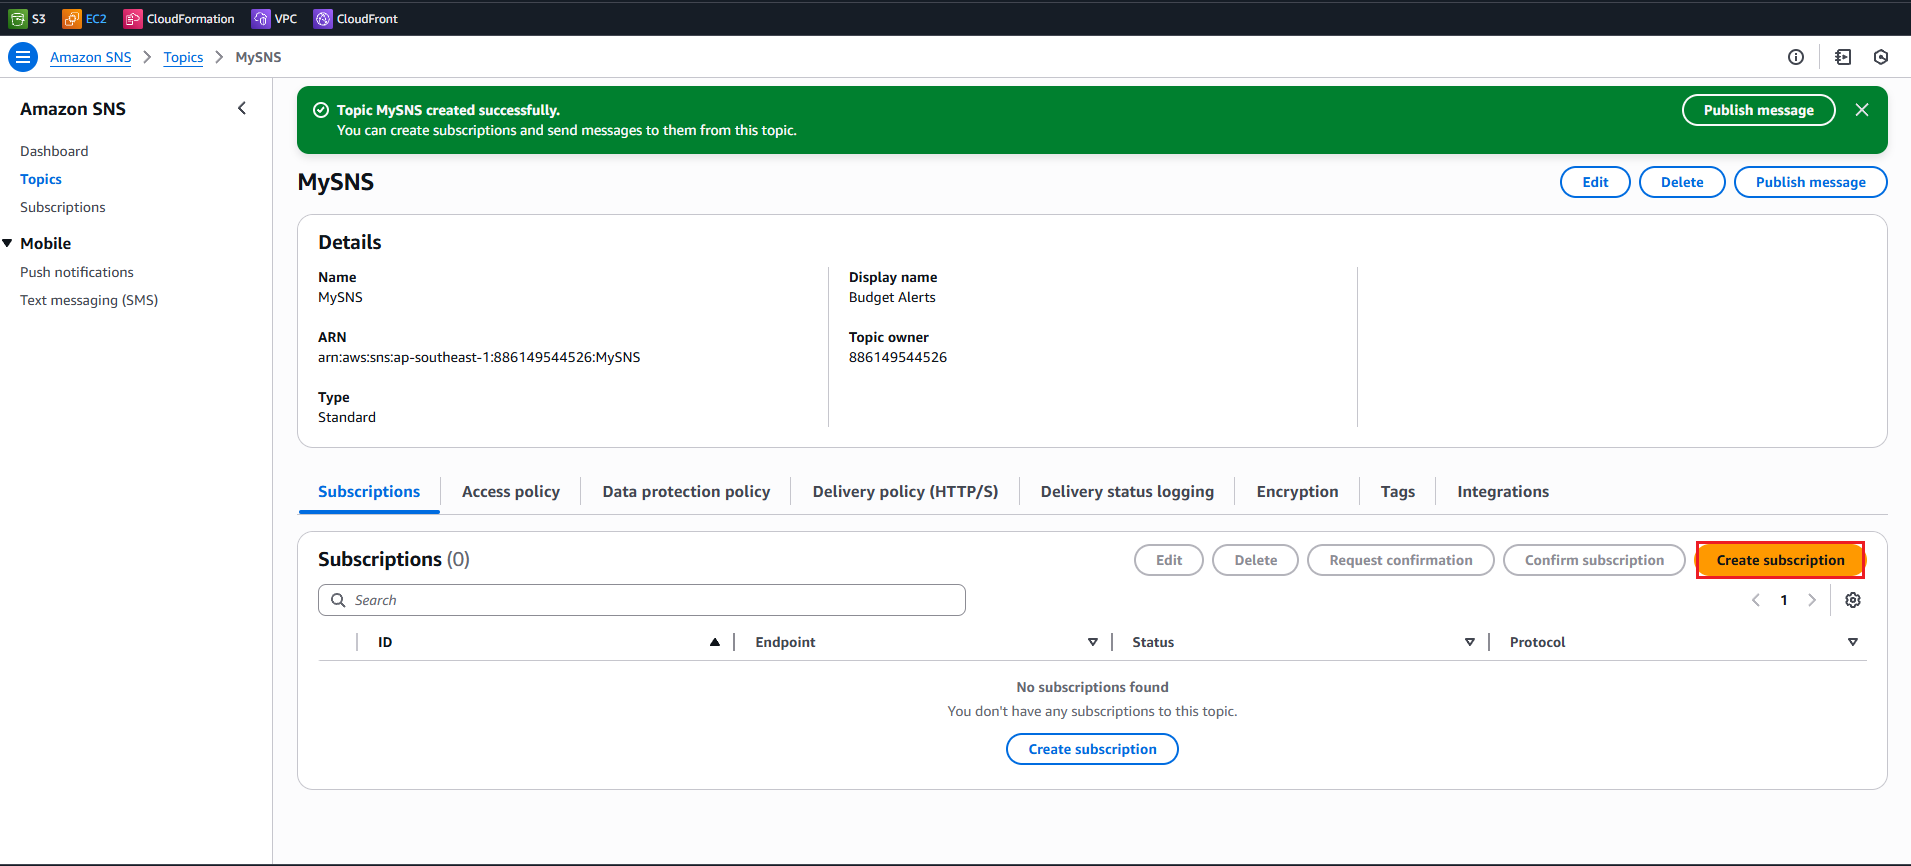 S3 EC2 CloudFormation VPC CloudFront
Amazon SNS Topics MySNS
Amazon SNS
Dashboard
Topics
Subscriptions
Mobile
Push notifications
Text messaging (SMS)
Topic MySNS created successfully.
You can create subscriptions and send messages to them from this topic.
Publish message
MySNS
Edit Delete Publish message
Details
Name
MySNS
ARN
arn:aws:sns:ap-southeast-1:886149544526:MySNS
Type
Standard
Display name
Budget Alerts
Topic owner
886149544526
Subscriptions Access policy Data protection policy Delivery policy (HTTP/S) Delivery status logging Encryption Tags Integrations
Subscriptions (0)
Edit Delete Request confirmation Confirm subscription Create subscription
Search
1
ID Endpoint Status Protocol
No subscriptions found
You don't have any subscriptions to this topic.
Create subscription